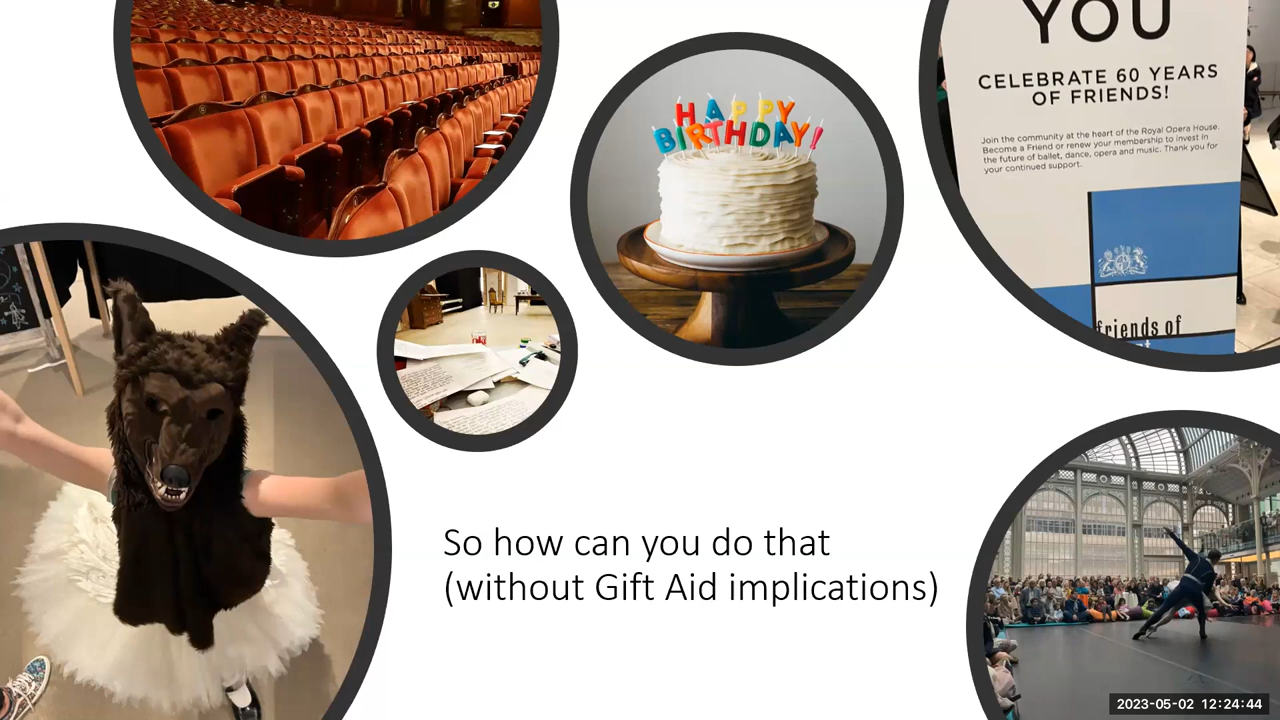 YOU
CELEBRATE 60 YEARS
OF FRIENDS!
Join the community at the heart of the Royal Opera House.
Become a Friend or renew your membership to invest in
the future of ballet, dance, opera and music. Thank you for
your continued support.
friends of
HAPPY
BIRTHDAY!
So how can you do that
(without Gift Aid implications)
2023-05-02 12:24:44